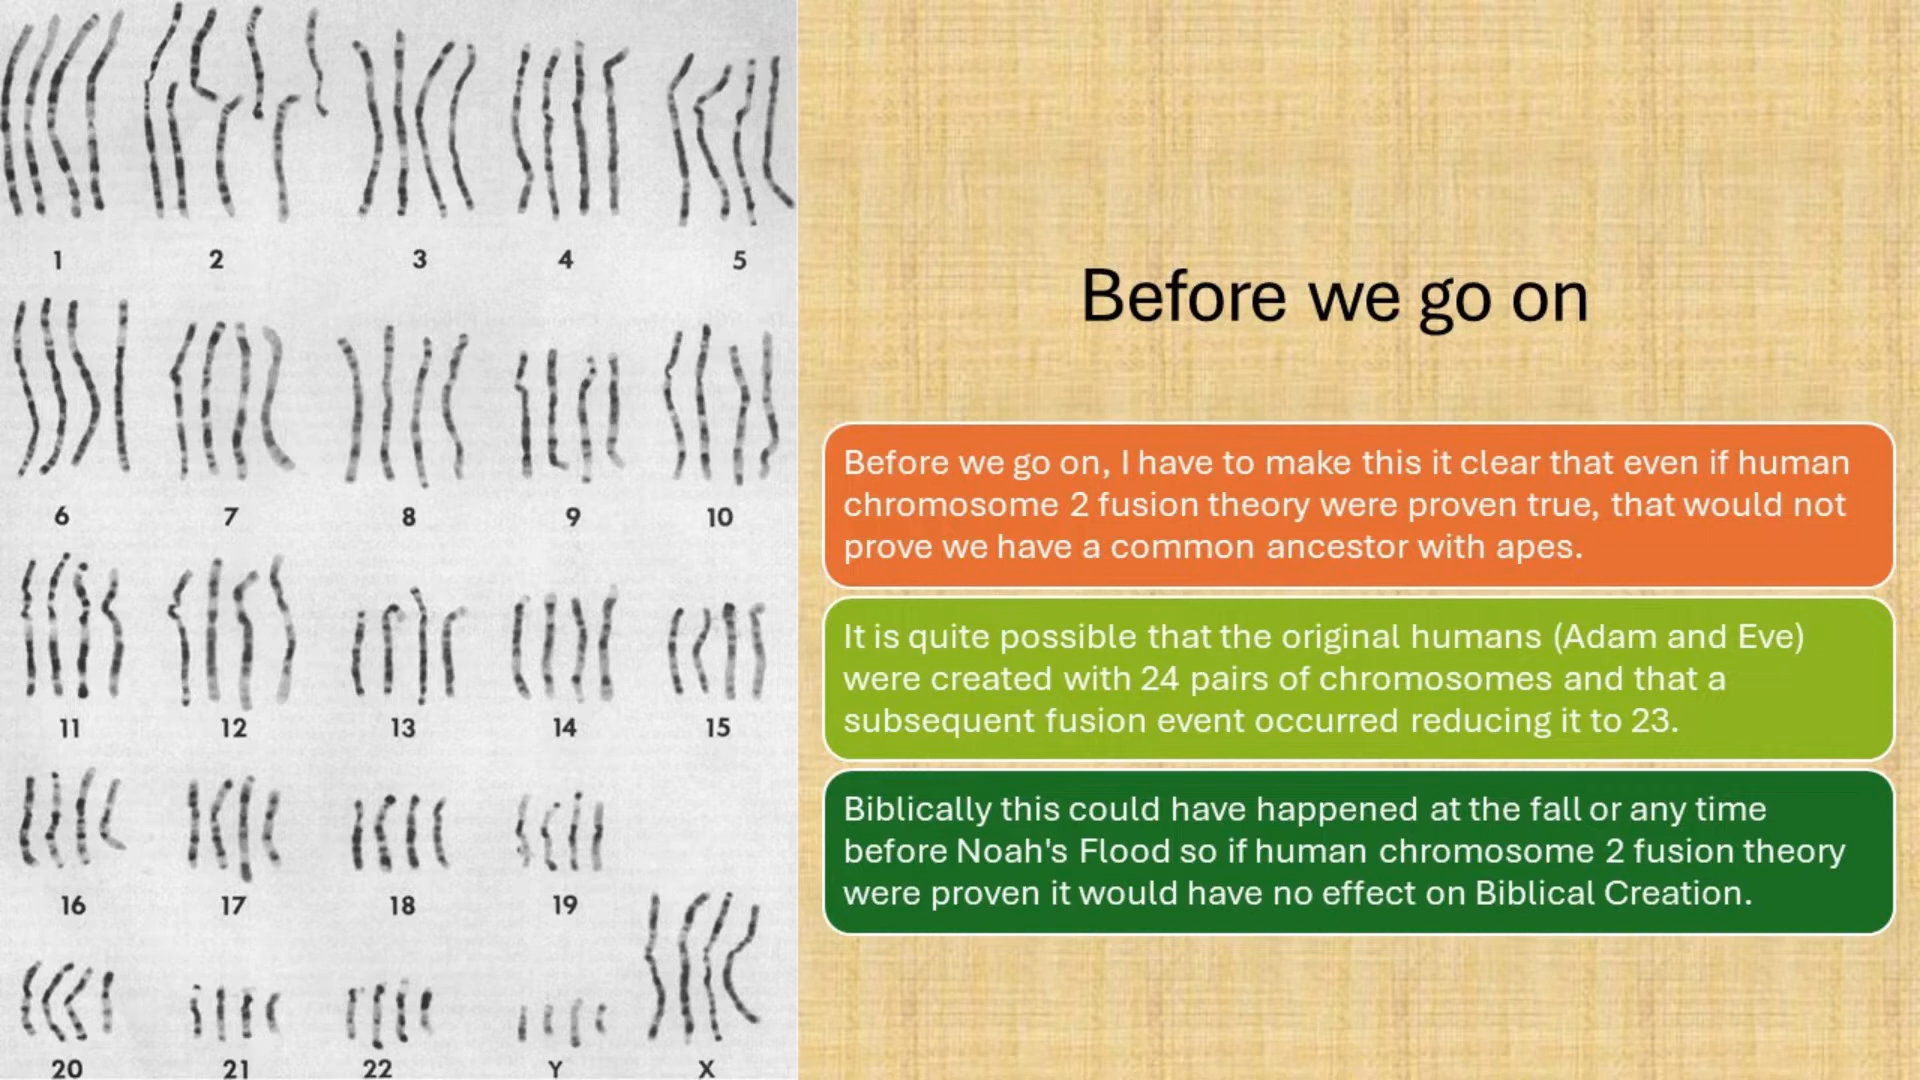 1 2 3 4 5
6 7 8 9 10
11 12 13 14 15
16 17 18 19
20 21 22 Y X
Before we go on
Before we go on, I have to make this it clear that even if human
chromosome 2 fusion theory were proven true, that would not
prove we have a common ancestor with apes.
It is quite possible that the original humans (Adam and Eve)
were created with 24 pairs of chromosomes and that a
subsequent fusion event occurred reducing it to 23.
Biblically this could have happened at the fall or any time
before Noah's Flood so if human chromosome 2 fusion theory
were proven it would have no effect on Biblical Creation.